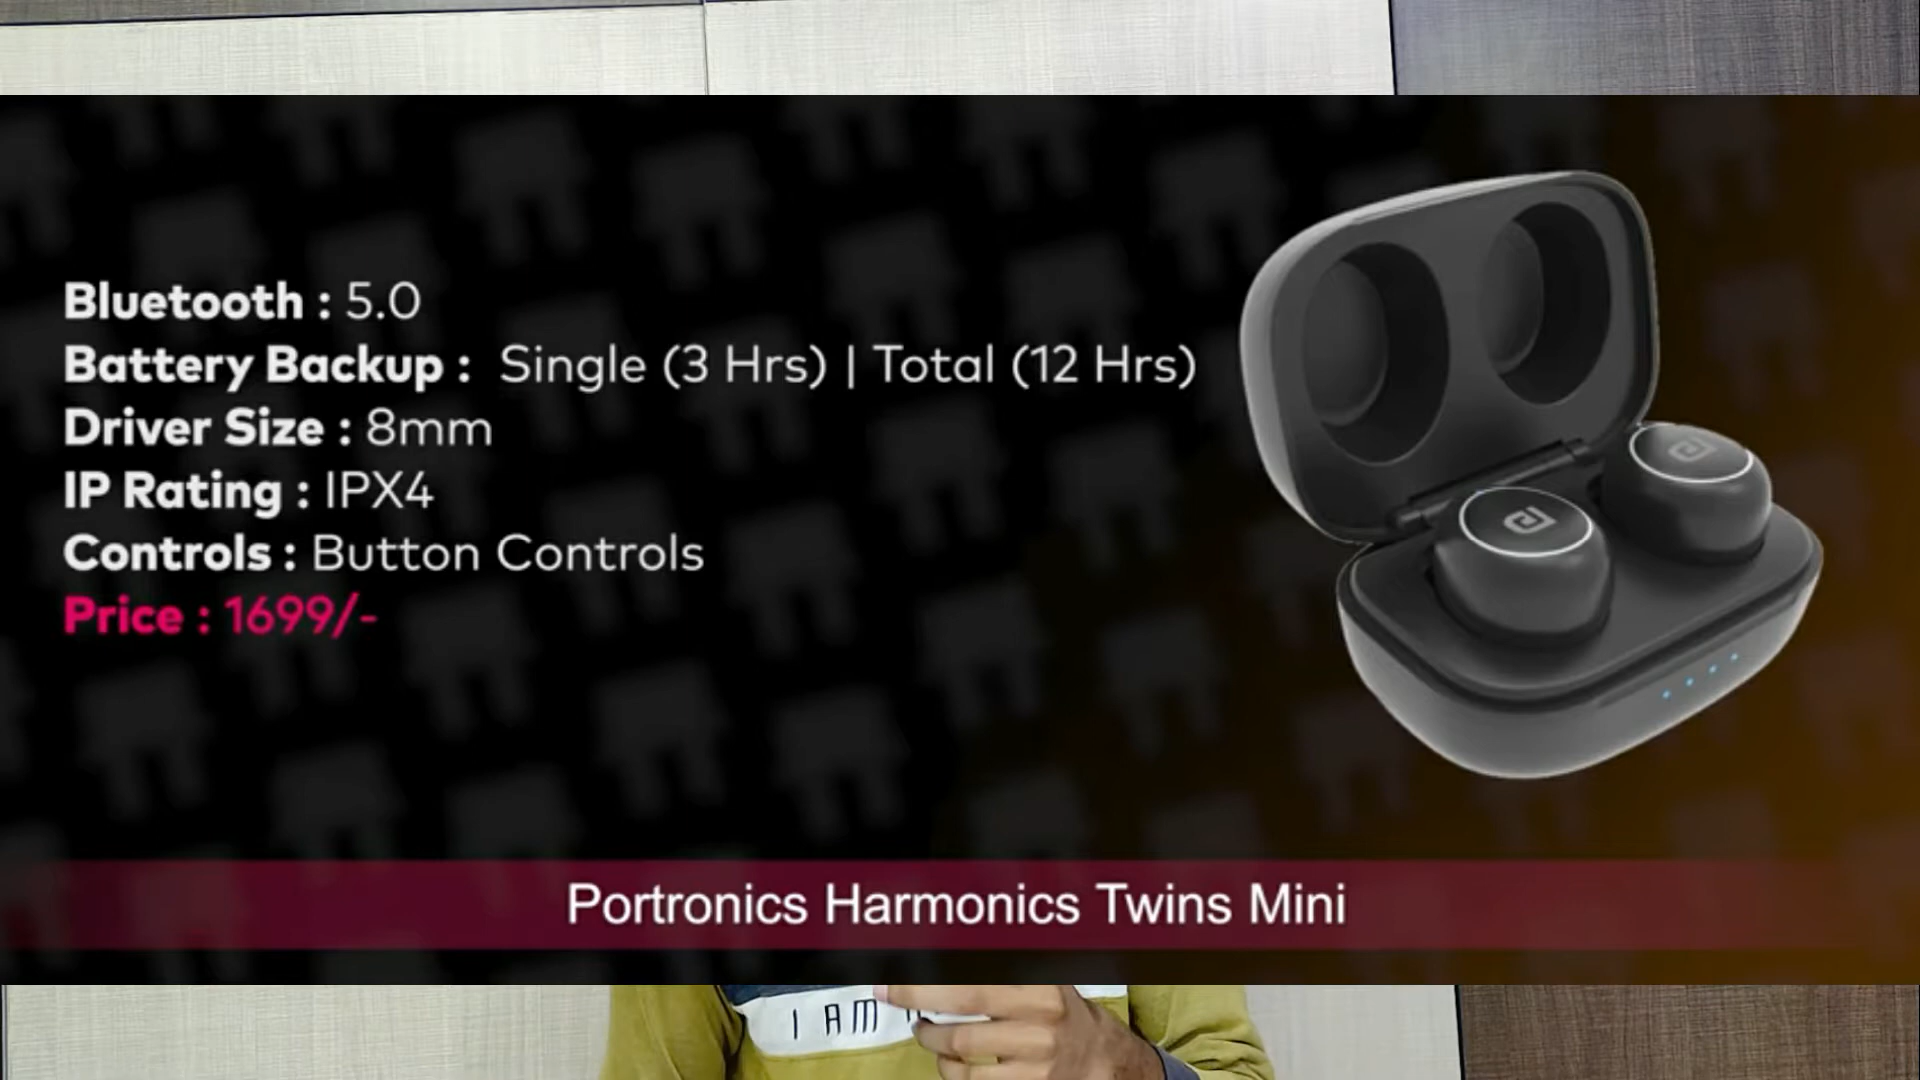 Bluetooth : 5.0
Battery Backup : Single (3 Hrs) | Total (12 Hrs)
Driver Size : 8mm
IP Rating : IPX4
Controls : Button Controls
Price : 1699/-
Portronics Harmonics Twins Mini
I AM